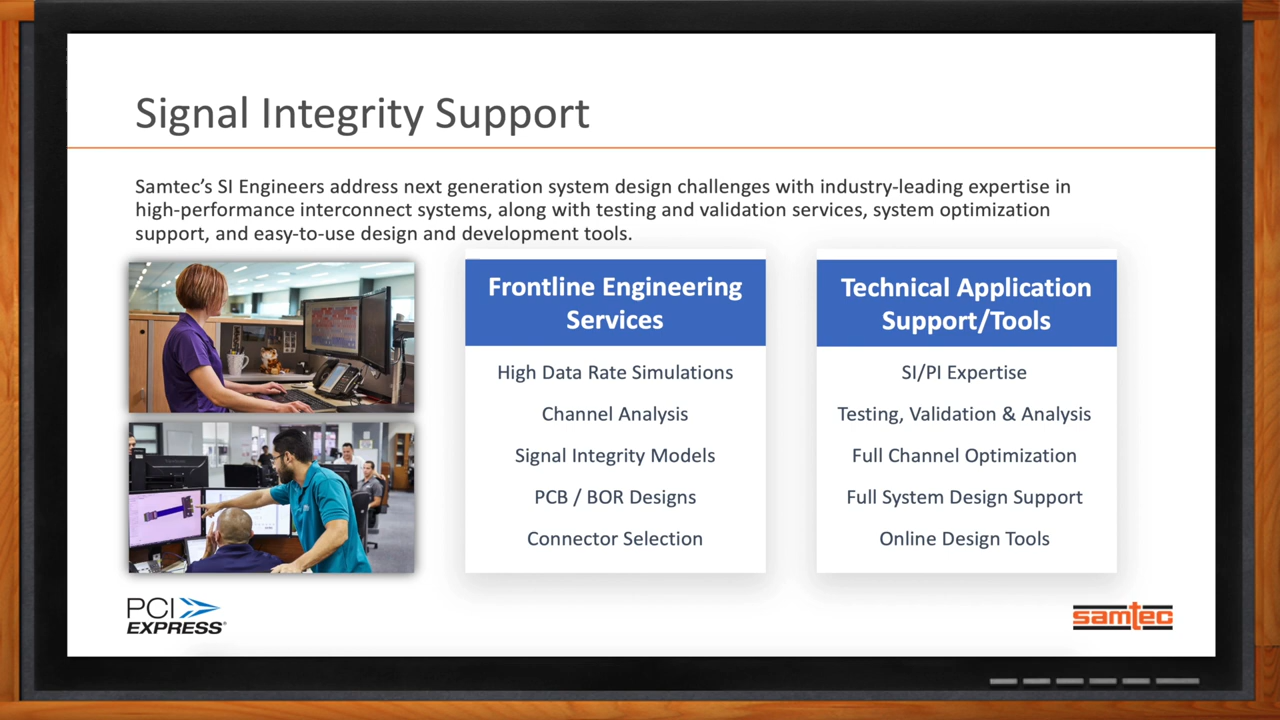 Signal Integrity Support
Samtec’s SI Engineers address next generation system design challenges with industry-leading expertise in
high-performance interconnect systems, along with testing and validation services, system optimization
support, and easy-to-use design and development tools.
Frontline Engineering
Services
High Data Rate Simulations
Channel Analysis
Signal Integrity Models
PCB / BOR Designs
Connector Selection
Technical Application
Support/Tools
SI/PI Expertise
Testing, Validation & Analysis
Full Channel Optimization
Full System Design Support
Online Design Tools
PCI
EXPRESS®
samtec